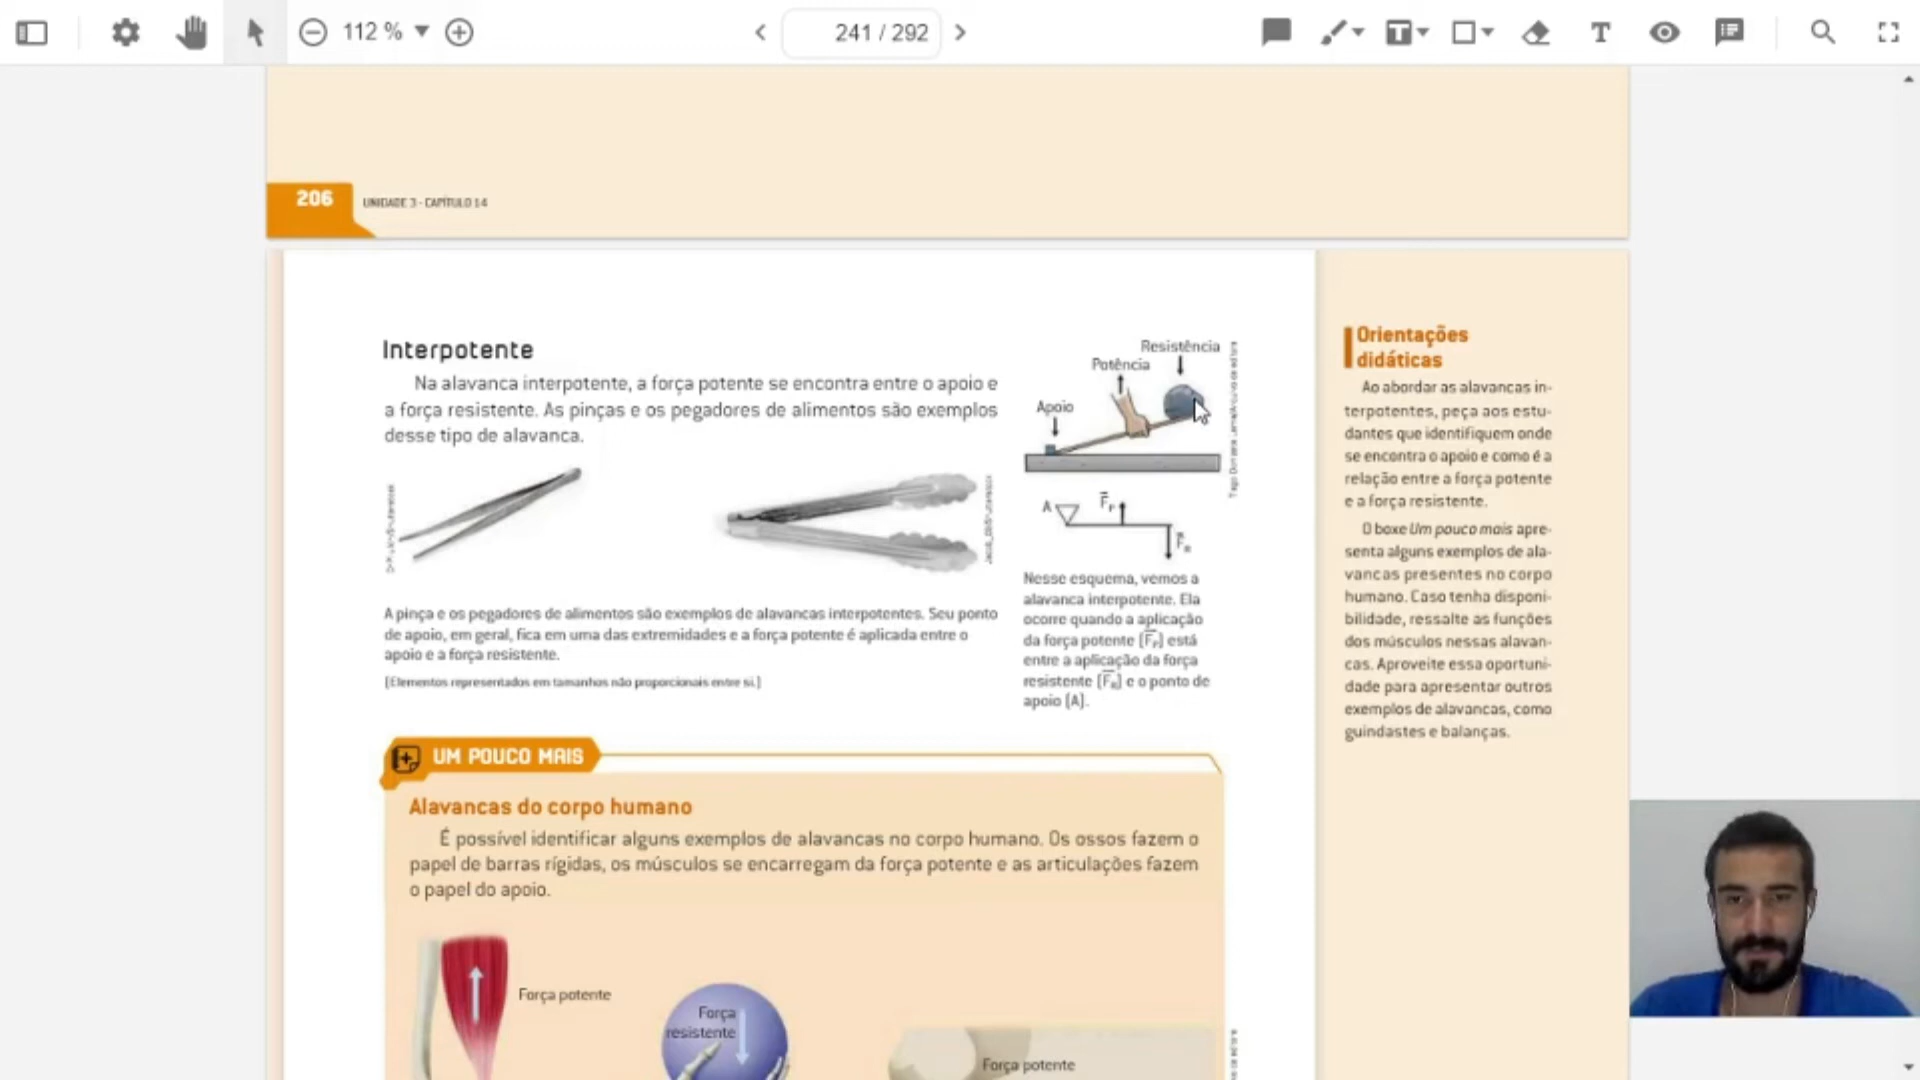 112 %
241 / 292
206
UNIDADE 3 - CAPÍTULO 14
Interpotente
Na alavanca interpotente, a força potente se encontra entre o apoio e
a força resistente. As pinças e os pegadores de alimentos são exemplos
desse tipo de alavanca.
A pinça e os pegadores de alimentos são exemplos de alavancas interpotentes. Seu ponto
de apoio, em geral, fica em uma das extremidades e a força potente é aplicada entre o
apoio e a força resistente.
[Elementos representados em tamanhos não proporcionais entre si.]
Resistência
Potência
Apoio
A
F⃗P
F⃗R
Nesse esquema, vemos a
alavanca interpotente. Ela
ocorre quando a aplicação
da força potente [F⃗P] está
entre a aplicação da força
resistente [F⃗R] e o ponto de
apoio [A].
UM POUCO MAIS
Alavancas do corpo humano
É possível identificar alguns exemplos de alavancas no corpo humano. Os ossos fazem o
papel de barras rígidas, os músculos se encarregam da força potente e as articulações fazem
o papel do apoio.
Força potente
Força
resistente
Força potente
Orientações
didáticas
Ao abordar as alavancas in-
terpotentes, peça aos estu-
dantes que identifiquem onde
se encontra o apoio e como é a
relação entre a força potente
e a força resistente.
O boxe Um pouco mais apre-
senta alguns exemplos de ala-
vancas presentes no corpo
humano. Caso tenha disponi-
bilidade, ressalte as funções
dos músculos nessas alavan-
cas. Aproveite essa oportuni-
dade para apresentar outros
exemplos de alavancas, como
guindastes e balanças.